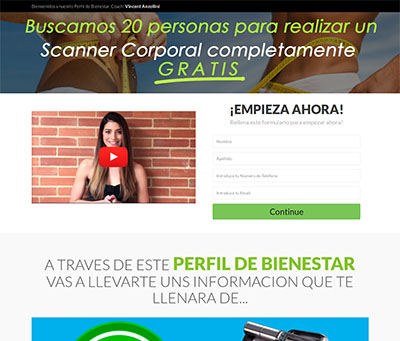 Bienvenidos a nuestro Perfil de Bienestar. Coach: Vincent Anzollini
Buscamos 20 personas para realizar un
Scanner Corporal completamente
GRATIS
¡EMPIEZA AHORA!
Rellena este formulario para empezar ahora!
Nombre
Apellido
Introduce tu Número de Teléfono
Introduce tu Email
Continue
A TRAVES DE ESTE PERFIL DE BIENESTAR
VAS A LLEVARTE UNS INFORMACION QUE TE
LLENARA DE...